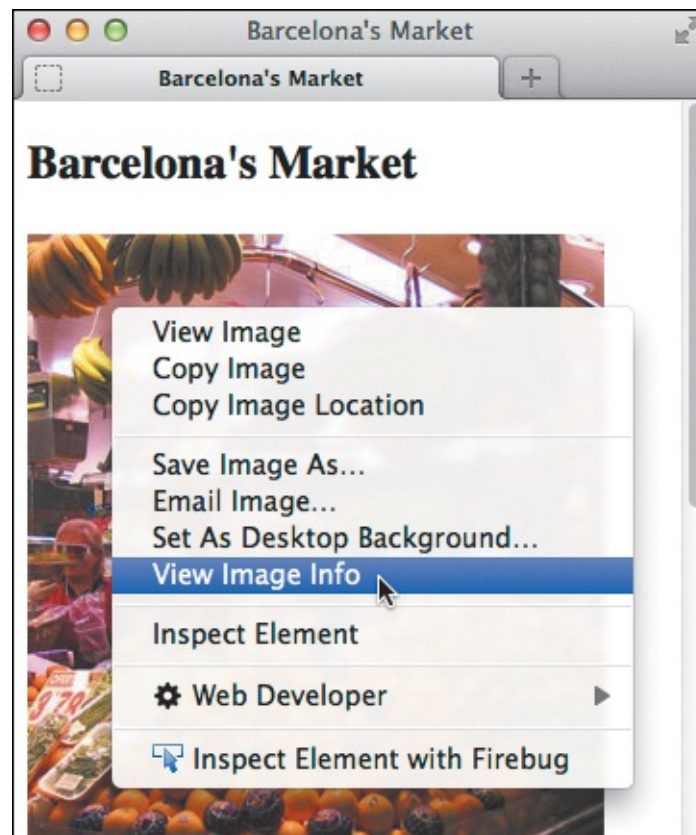 Barcelona's Market
Barcelona's Market
Barcelona's Market
View Image
Copy Image
Copy Image Location
Save Image As...
Email Image...
Set As Desktop Background...
View Image Info
Inspect Element
Web Developer
Inspect Element with Firebug